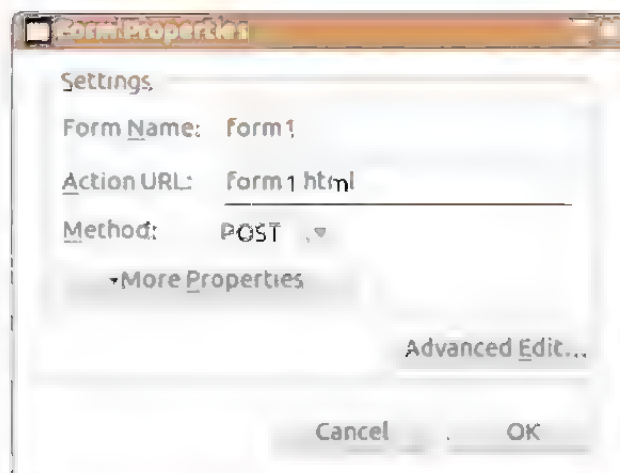 Form Properties
Settings
Form Name: form1
Action URL: form1 html
Method: POST
More Properties
Advanced Edit...
Cancel OK